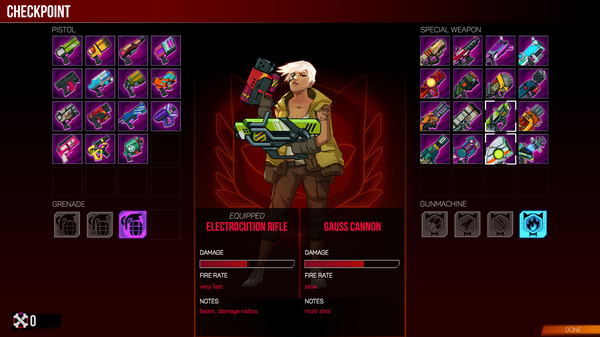 CHECKPOINT
PISTOL
SPECIAL WEAPON
GRENADE
GUNMACHINE
EQUIPPED
ELECTROCUTION RIFLE
GAUSS CANNON
DAMAGE
DAMAGE
FIRE RATE
FIRE RATE
very fast
slow
NOTES
NOTES
beam, damage radius
multi shot
0
DONE